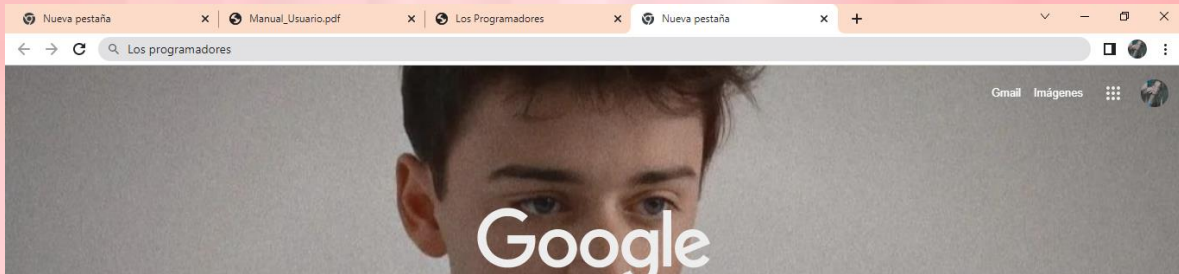 Nueva pestaña Manual_Usuario.pdf Los Programadores Nueva pestaña
Los programadores
Gmail Imágenes
Google